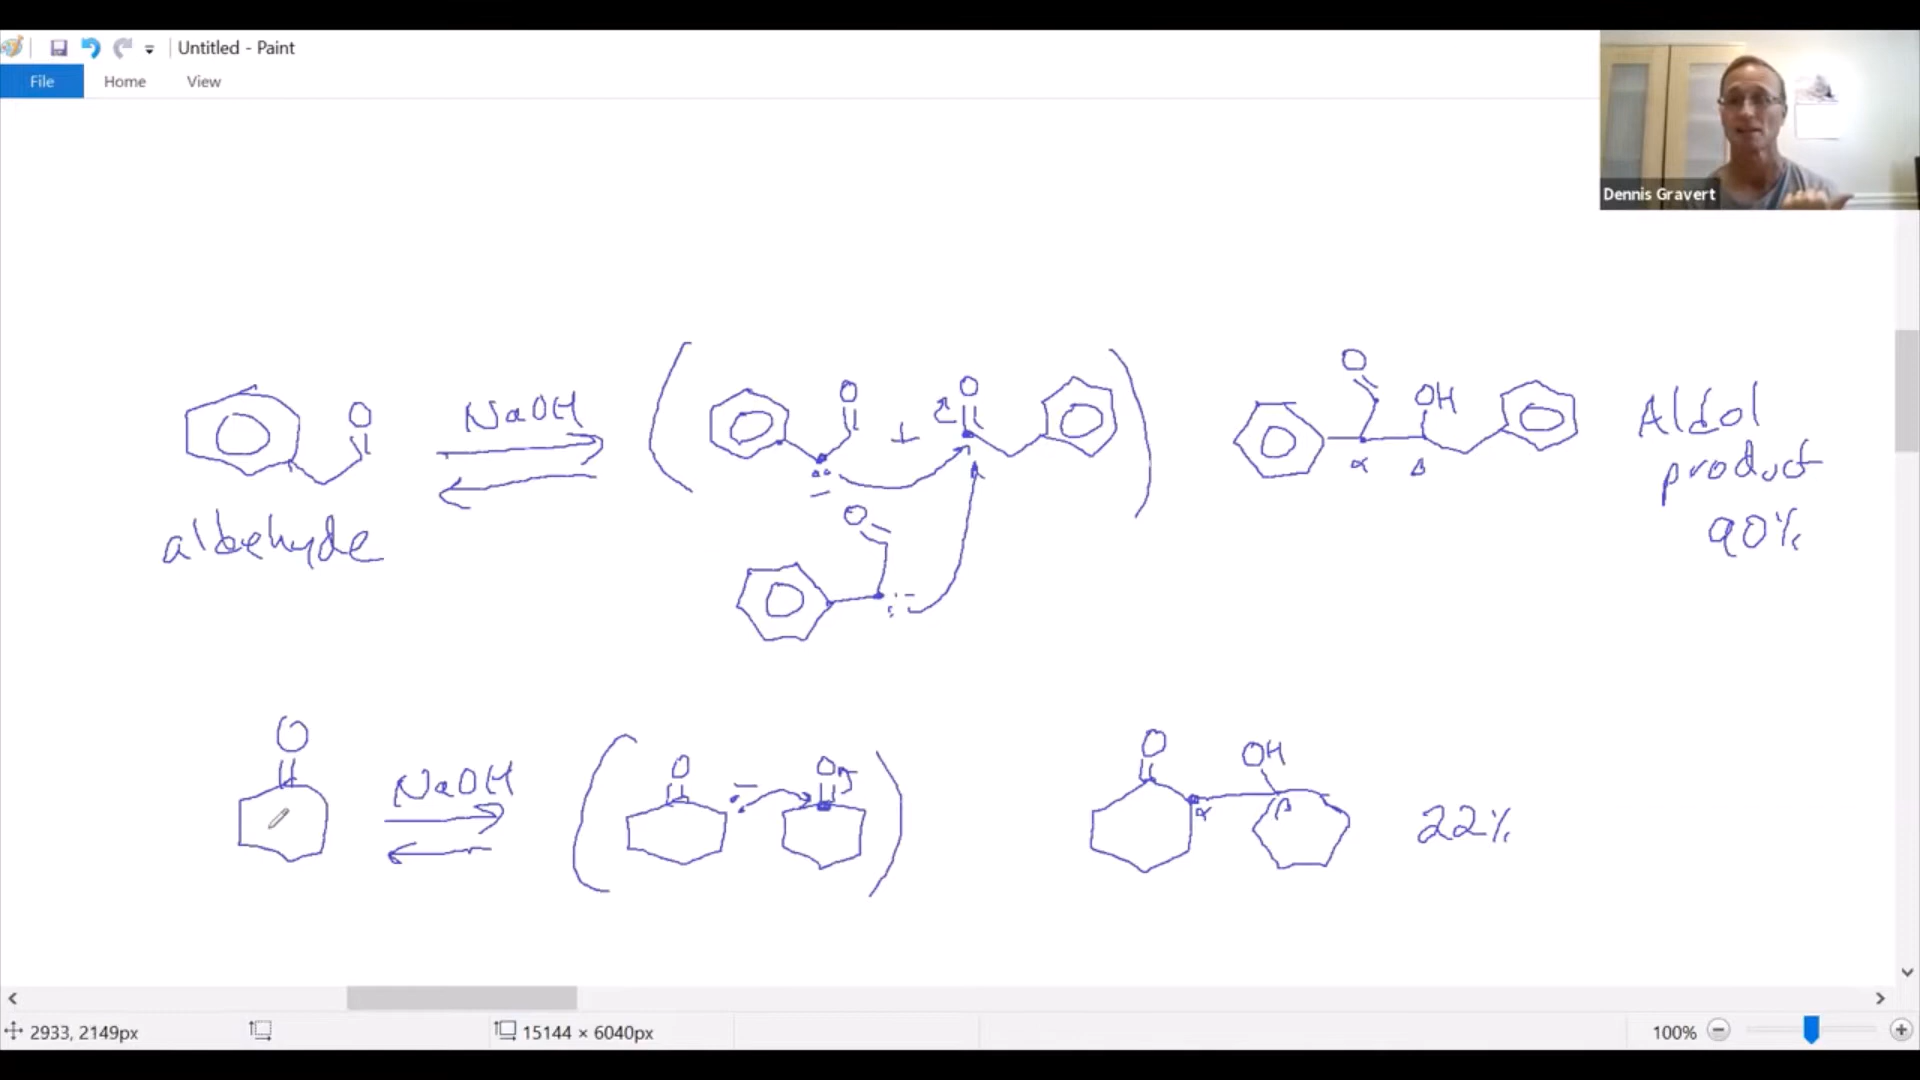 Untitled - Paint
File Home View
Dennis Gravert
O
NaOH
O
O
+
O
OH
α β
Aldol
product
90%
aldehyde
O
O
NaOH
O
O
O
OH
α β
22%
2933, 2149px
15144 × 6040px
100%